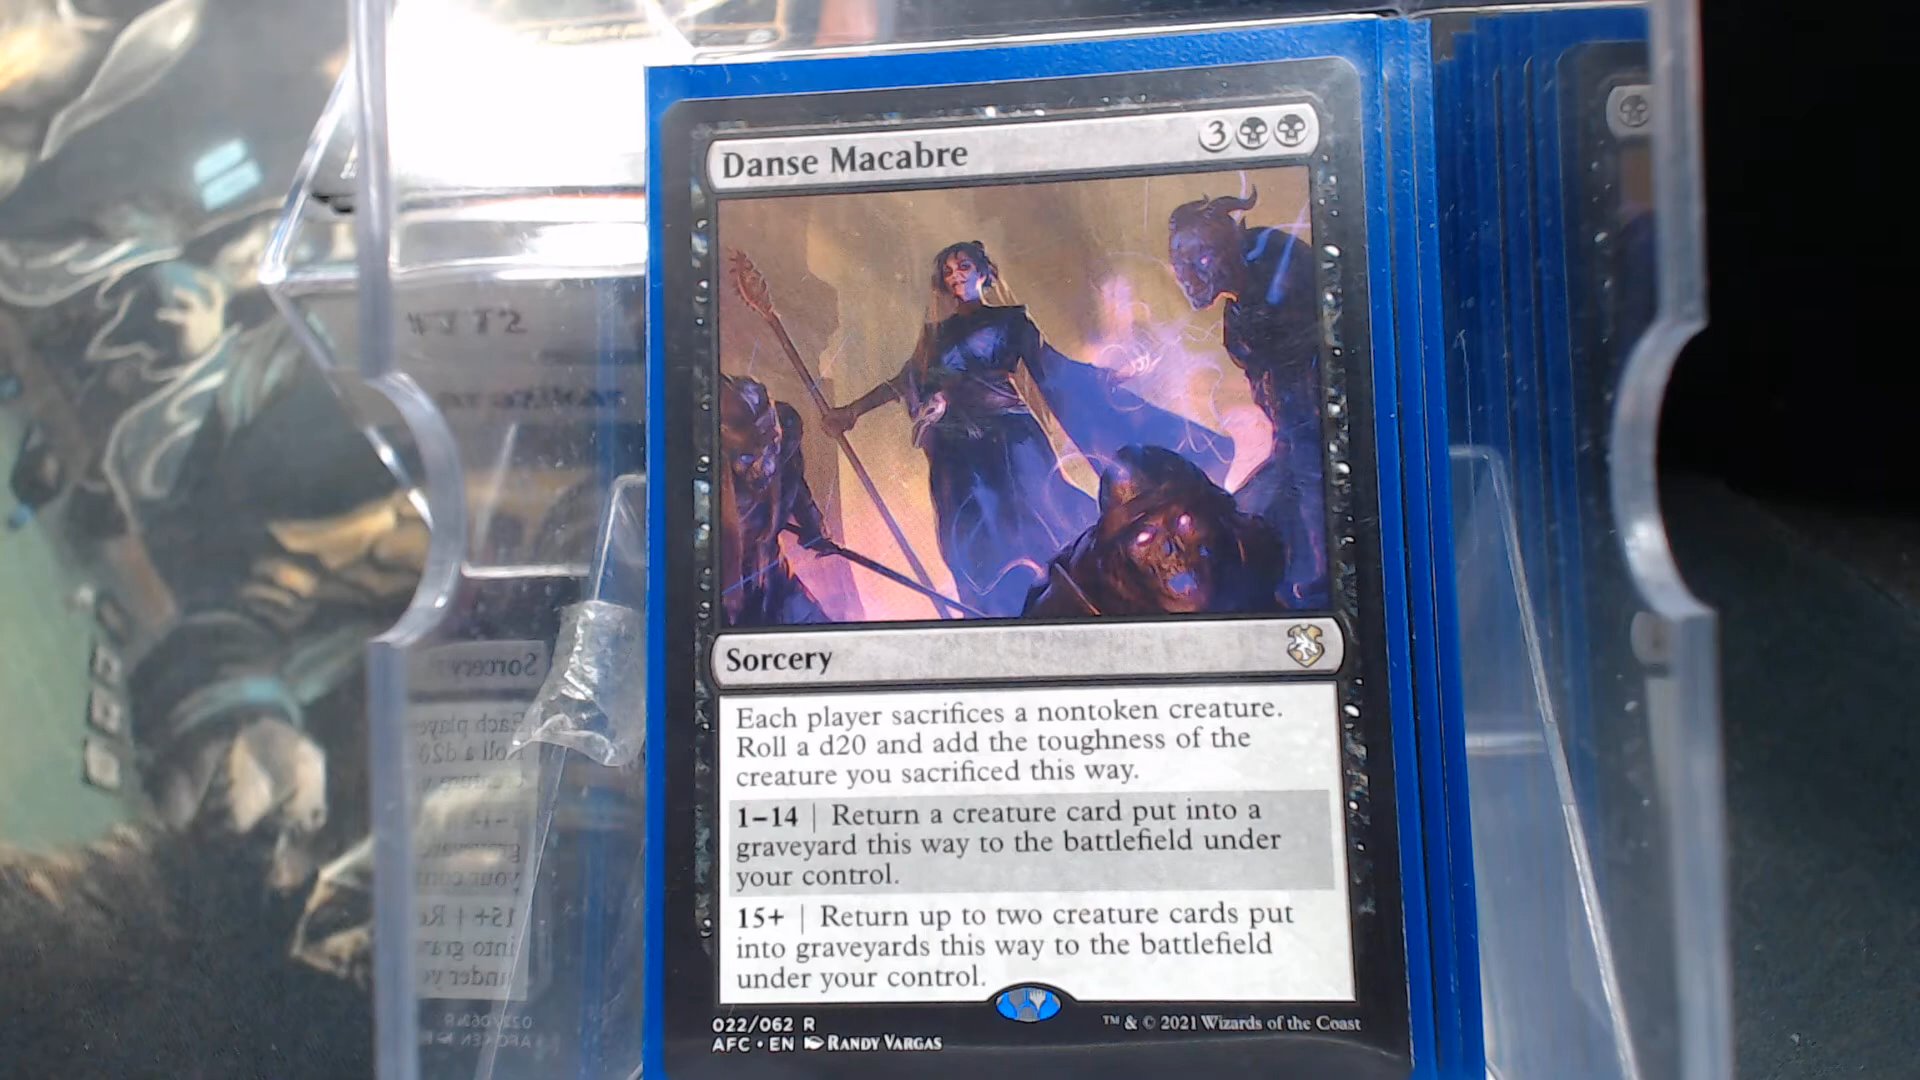 Danse Macabre
3
Sorcery
Each player sacrifices a nontoken creature.
Roll a d20 and add the toughness of the
creature you sacrificed this way.
1–14 | Return a creature card put into a
graveyard this way to the battlefield under
your control.
15+ | Return up to two creature cards put
into graveyards this way to the battlefield
under your control.
022/062 R
AFC • EN RANDY VARGAS
™ & © 2021 Wizards of the Coast